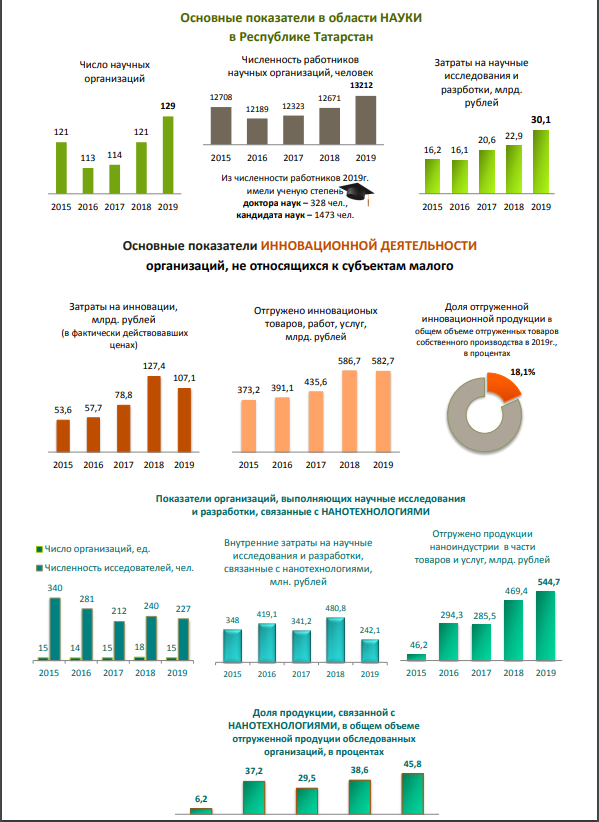 Основные показатели в области НАУКИ
в Республике Татарстан
Число научных
организаций
121
113
114
121
129
2015 2016 2017 2018 2019
Численность работников
научных организаций, человек
12708
12189
12323
12671
13212
2015 2016 2017 2018 2019
Из численности работников 2019г.
имели ученую степень
доктора наук – 328 чел.,
кандидата наук – 1473 чел.
Затраты на научные
исследования и
разрботки, млрд.
рублей
16,2
16,1
20,6
22,9
30,1
2015 2016 2017 2018 2019
Основные показатели ИННОВАЦИОННОЙ ДЕЯТЕЛЬНОСТИ
организаций, не относящихся к субъектам малого
Затраты на инновации,
млрд. рублей
(в фактически действовавших
ценах)
53,6
57,7
78,8
127,4
107,1
2015 2016 2017 2018 2019
Отгружено инновационых
товаров, работ, услуг,
млрд. рублей
373,2
391,1
435,6
586,7
582,7
2015 2016 2017 2018 2019
Доля отгруженной
инновационной продукции в
общем объеме отгруженных товаров
собственного производства в 2019г.,
в процентах
18,1%
Показатели организаций, выполняющих научные исследования
и разработки, связанные с НАНОТЕХНОЛОГИЯМИ
Число организаций, ед.
Численность исседователей, чел.
15 340
14 281
15 212
18 240
15 227
2015 2016 2017 2018 2019
Внутренние затраты на научные
исследования и разработки,
связанные с нанотехнологиями,
млн. рублей
348
419,1
341,2
480,8
242,1
2015 2016 2017 2018 2019
Отгружено продукции
наноиндустрии в части
товаров и услуг, млрд. рублей
46,2
294,3
285,5
469,4
544,7
2015 2016 2017 2018 2019
Доля продукции, связанной с
НАНОТЕХНОЛОГИЯМИ, в общем объеме
отгруженной продуции обследованных
организаций, в процентах
6,2
37,2
29,5
38,6
45,8